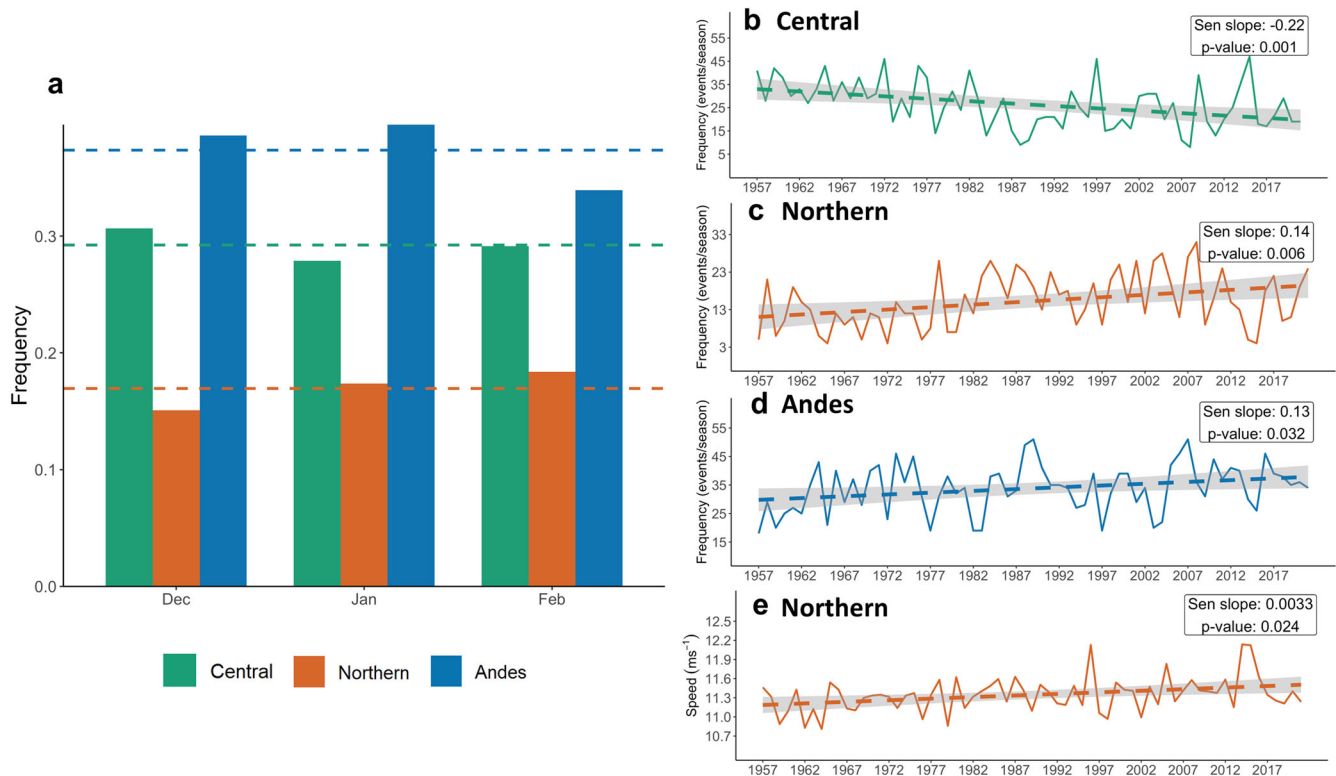 a
Frequency
0.3
0.2
0.1
0.0
Dec Jan Feb
Central Northern Andes
b Central
Sen slope: -0.22
p-value: 0.001
Frequency (events/season)
55
45
35
25
15
5
1957 1962 1967 1972 1977 1982 1987 1992 1997 2002 2007 2012 2017
c Northern
Sen slope: 0.14
p-value: 0.006
Frequency (events/season)
33
23
13
3
1957 1962 1967 1972 1977 1982 1987 1992 1997 2002 2007 2012 2017
d Andes
Sen slope: 0.13
p-value: 0.032
Frequency (events/season)
55
45
35
25
15
1957 1962 1967 1972 1977 1982 1987 1992 1997 2002 2007 2012 2017
e Northern
Sen slope: 0.0033
p-value: 0.024
Speed (ms⁻¹)
12.5
12.2
11.9
11.6
11.3
11.0
10.7
1957 1962 1967 1972 1977 1982 1987 1992 1997 2002 2007 2012 2017